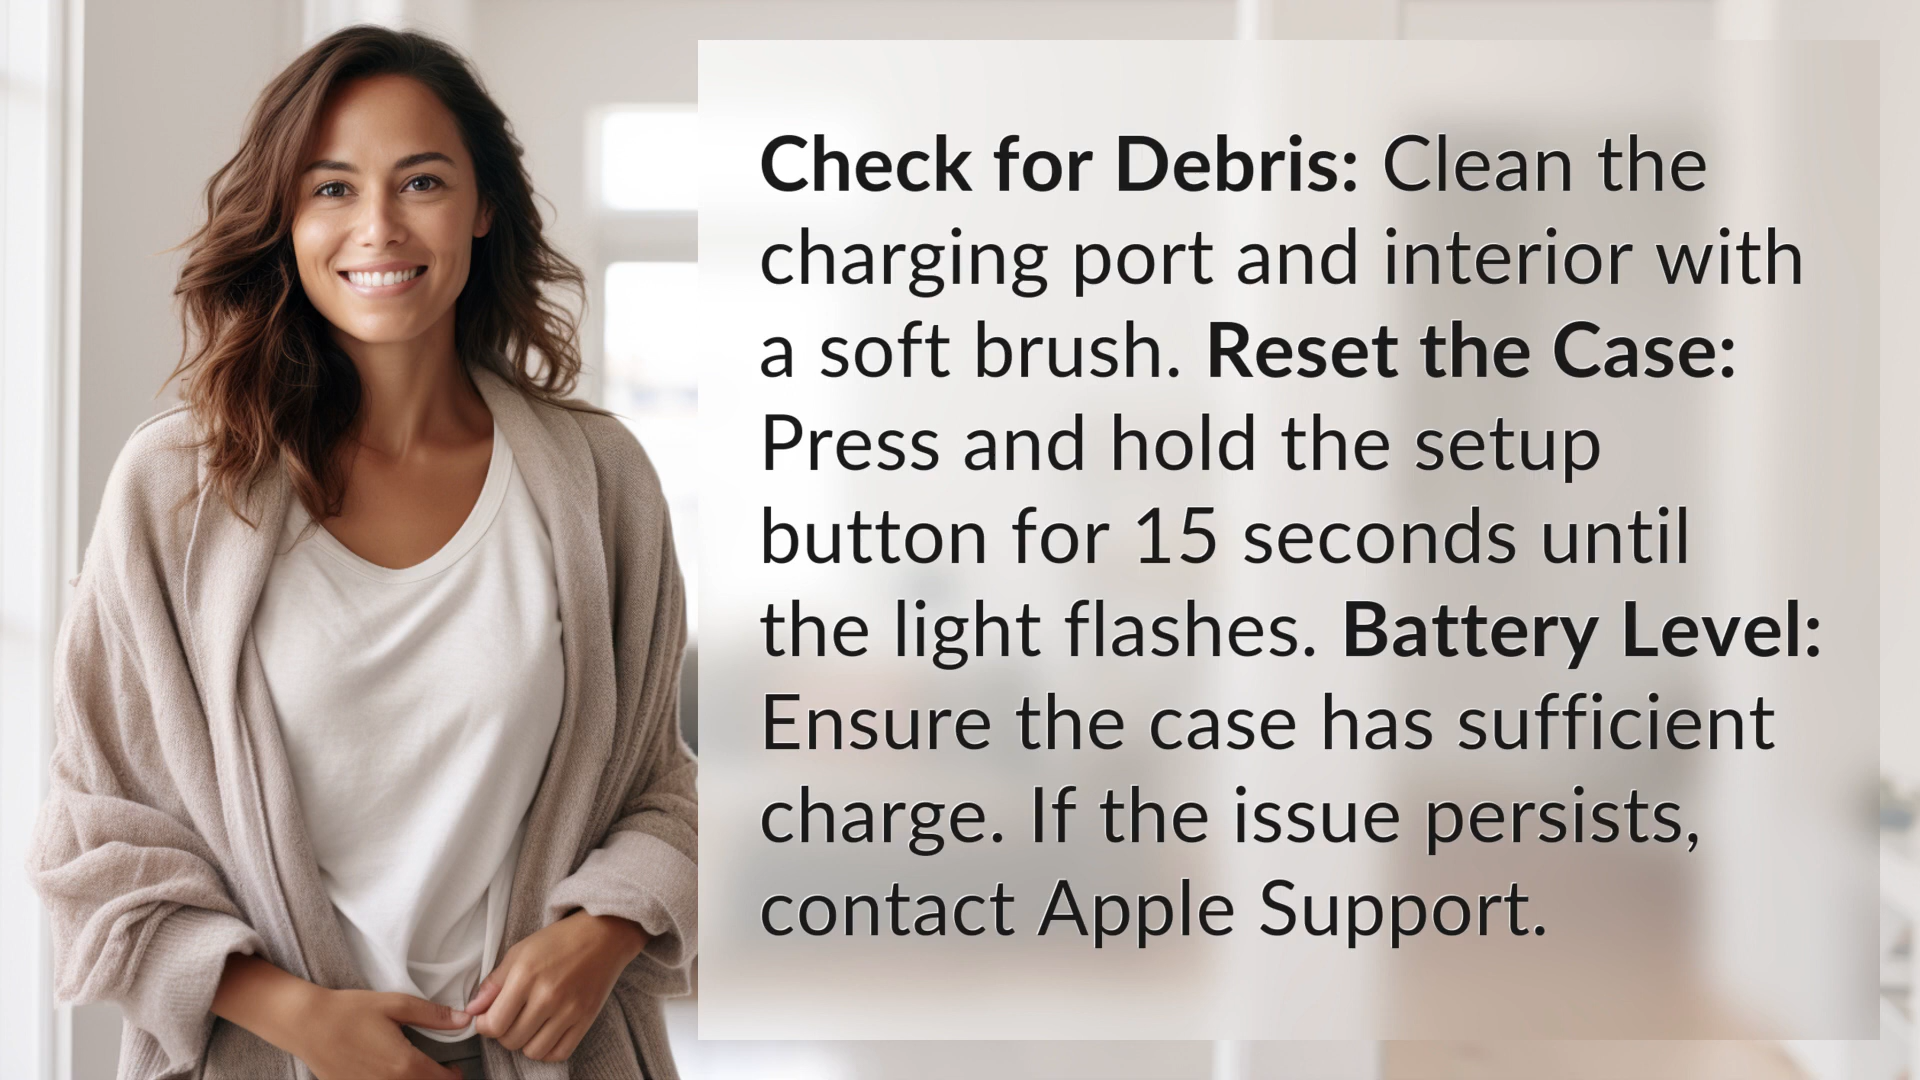 Check for Debris: Clean the
charging port and interior with
a soft brush. Reset the Case:
Press and hold the setup
button for 15 seconds until
the light flashes. Battery Level:
Ensure the case has sufficient
charge. If the issue persists,
contact Apple Support.